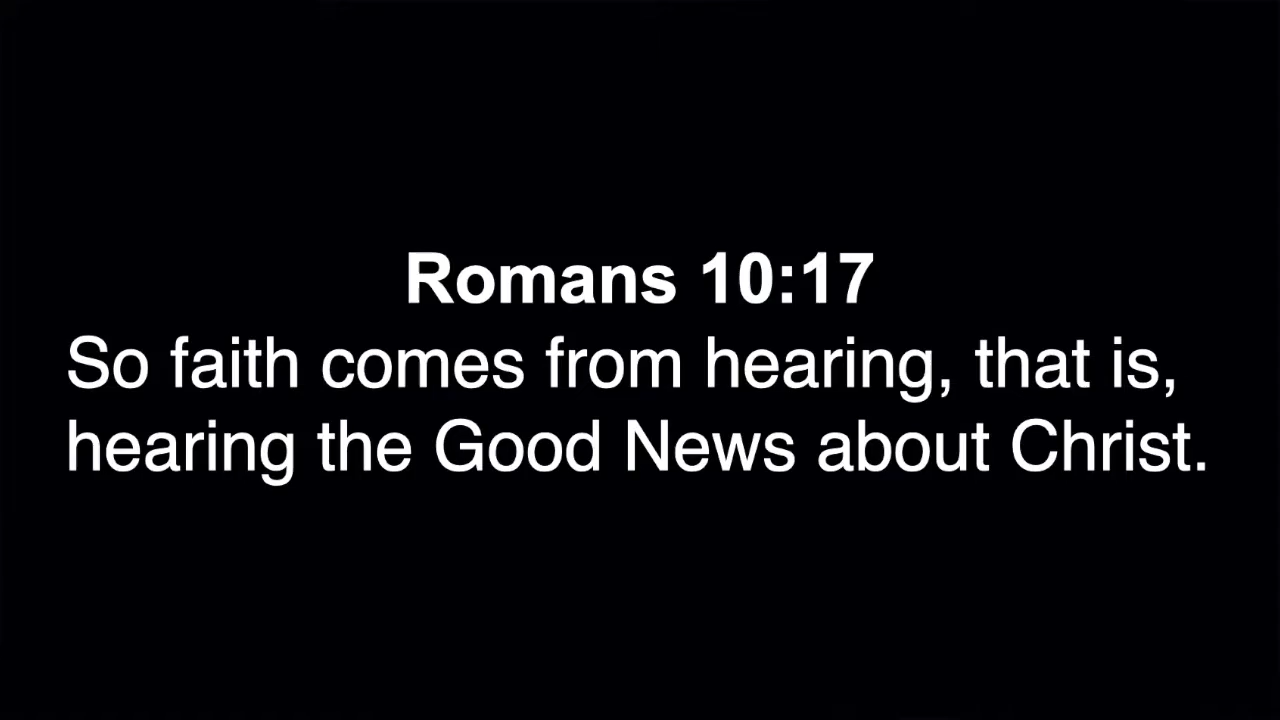 Romans 10:17
So faith comes from hearing, that is,
hearing the Good News about Christ.